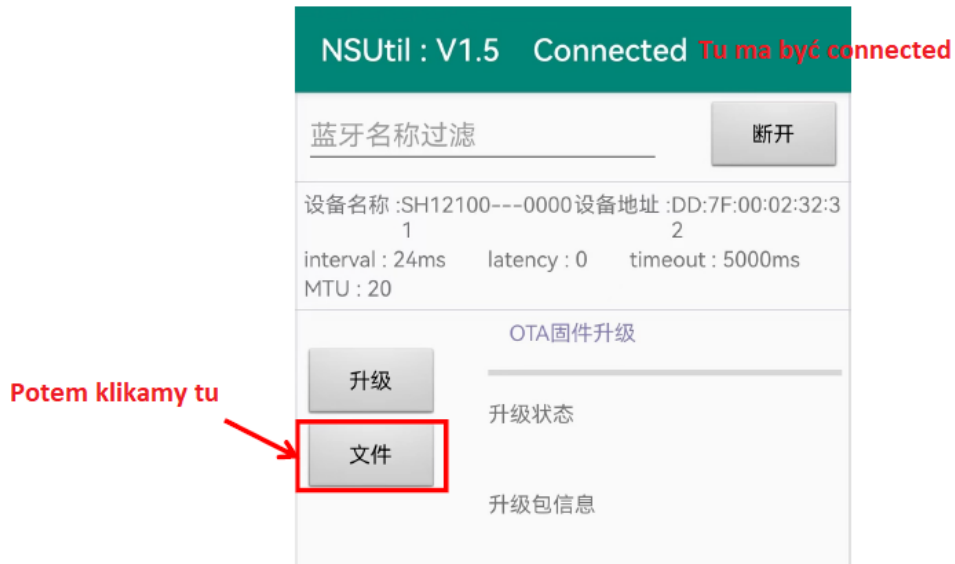 NSUtil : V1.5 Connected Tu ma być connected
蓝牙名称过滤 断开
设备名称 :SH12100---0000设备地址 :DD:7F:00:02:32:3
1 2
interval : 24ms latency : 0 timeout : 5000ms
MTU : 20
OTA固件升级
升级
Potem klikamy tu
升级状态
文件
升级包信息